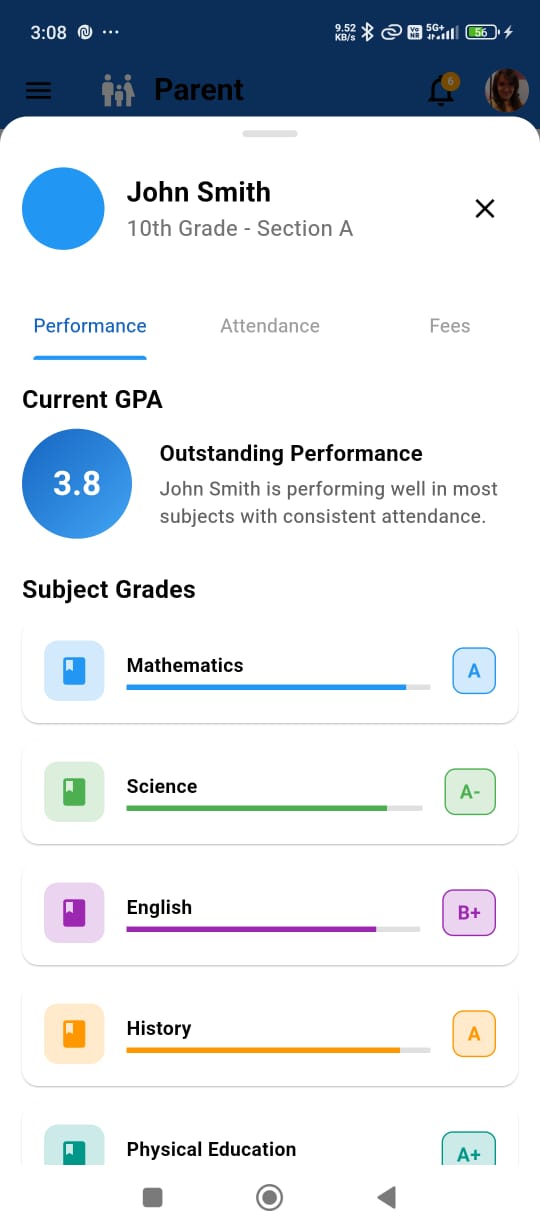 3:08 ... 9.52 KB/s Vo NR 5G+ 56
Parent 6
John Smith
10th Grade - Section A
Performance Attendance Fees
Current GPA
3.8
Outstanding Performance
John Smith is performing well in most
subjects with consistent attendance.
Subject Grades
Mathematics A
Science A-
English B+
History A
Physical Education A+